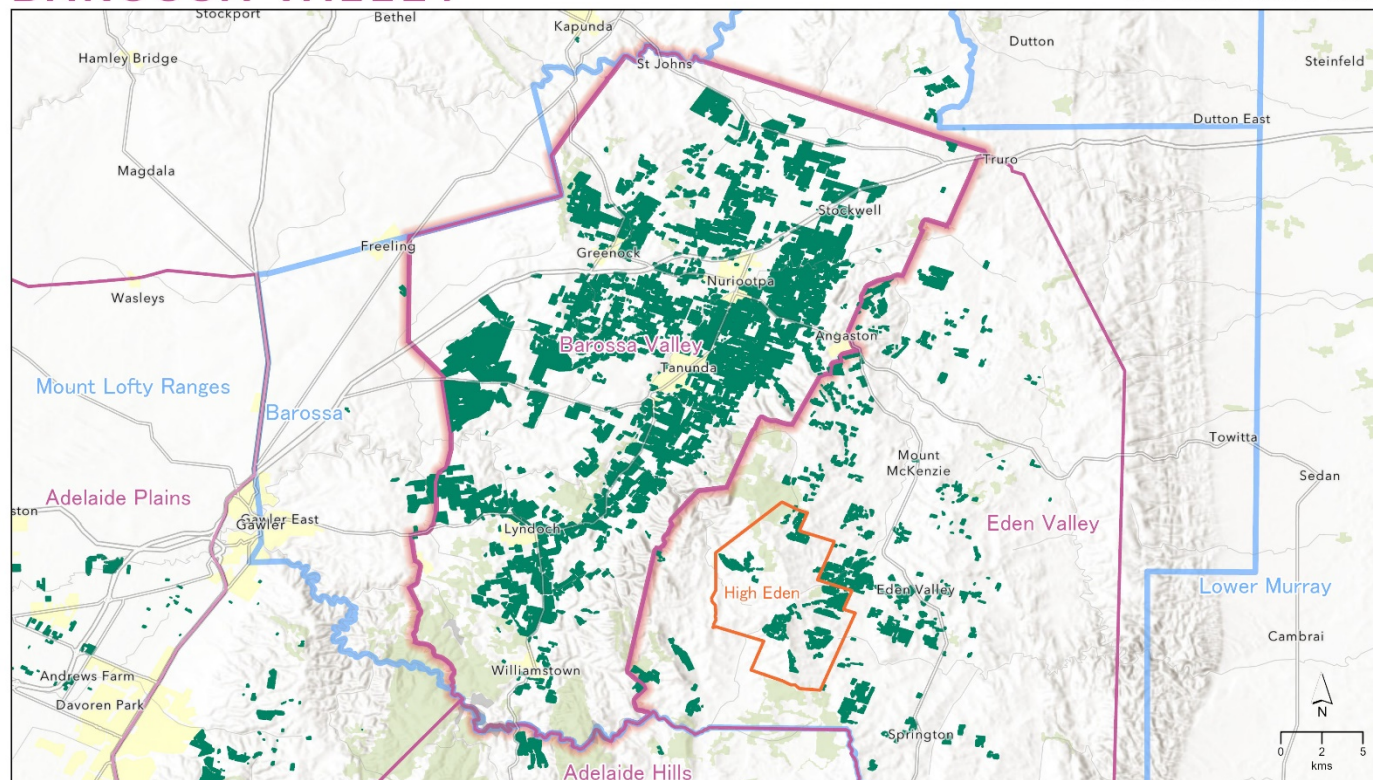 BAROSSA VALLEY
Stockport
Bethel
Kapunda
Hamley Bridge
St Johns
Dutton
Steinfeld
Dutton East
Magdala
Truro
Stockwell
Freeling
Greenock
Wasleys
Nuriootpa
Angaston
Barossa Valley
Tanunda
Mount Lofty Ranges
Barossa
Towitta
Mount
McKenzie
Sedan
Adelaide Plains
ston
Gawler East
Gawler
Lyndoch
Eden Valley
High Eden
Eden Valley
Lower Murray
Cambrai
Williamstown
Andrews Farm
Davoren Park
Springton
Adelaide Hills
N
0 2 5
kms